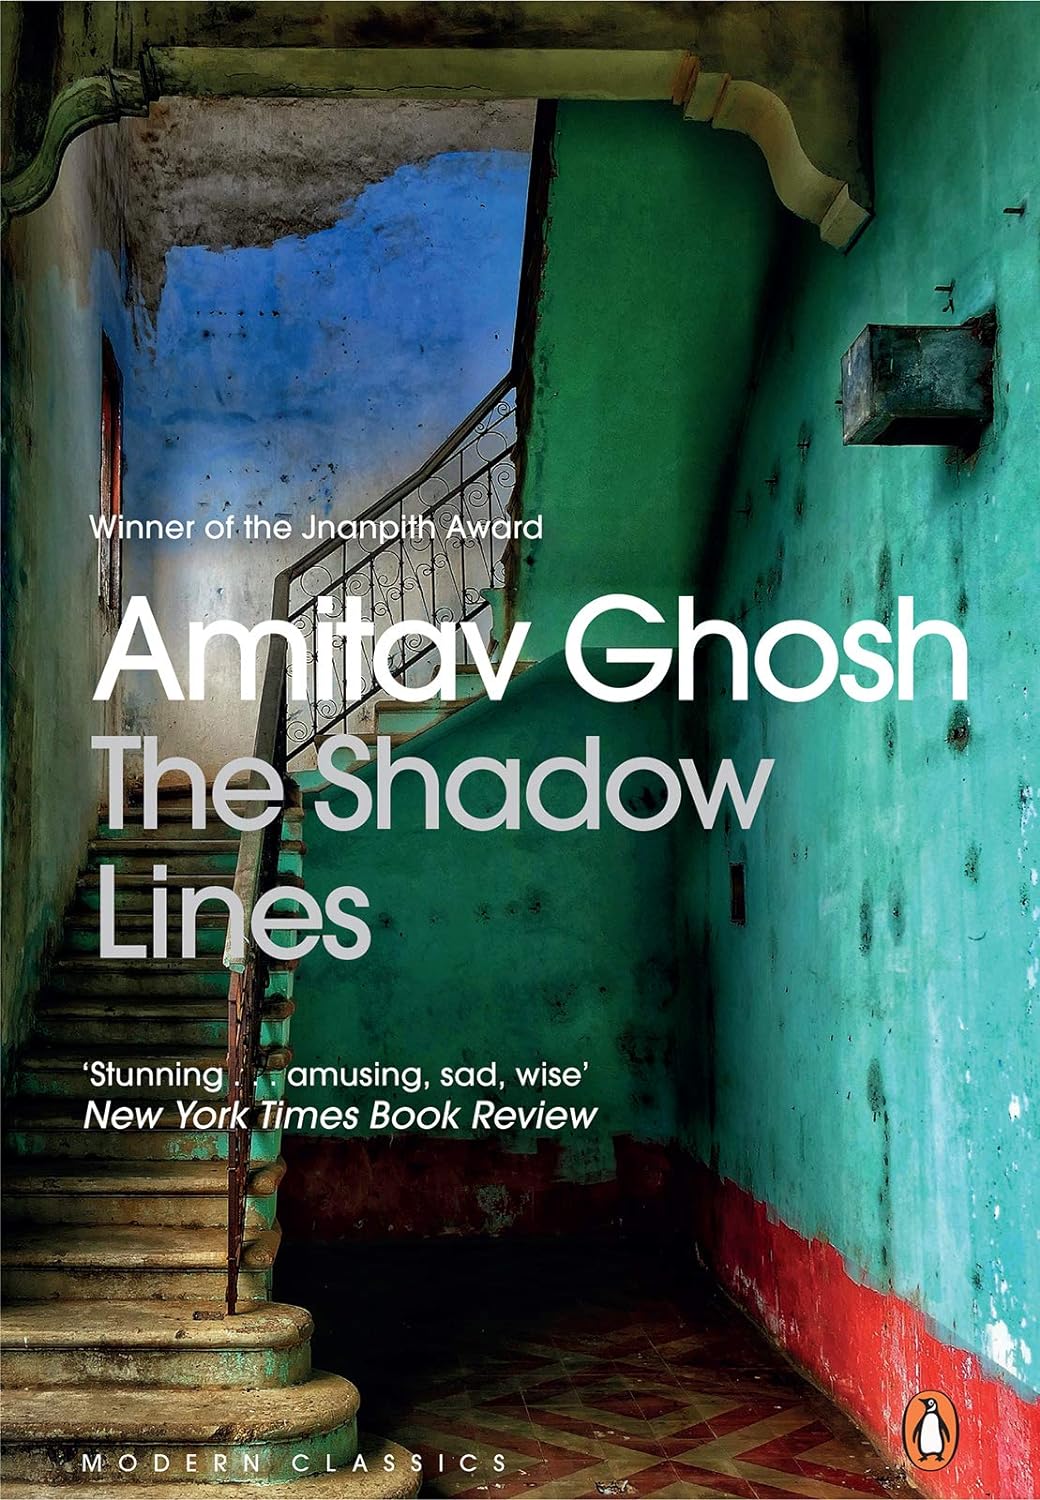 Winner of the Jnanpith Award
Amitav Ghosh
The Shadow
Lines
‘Stunning . . . amusing, sad, wise’
New York Times Book Review
MODERN CLASSICS